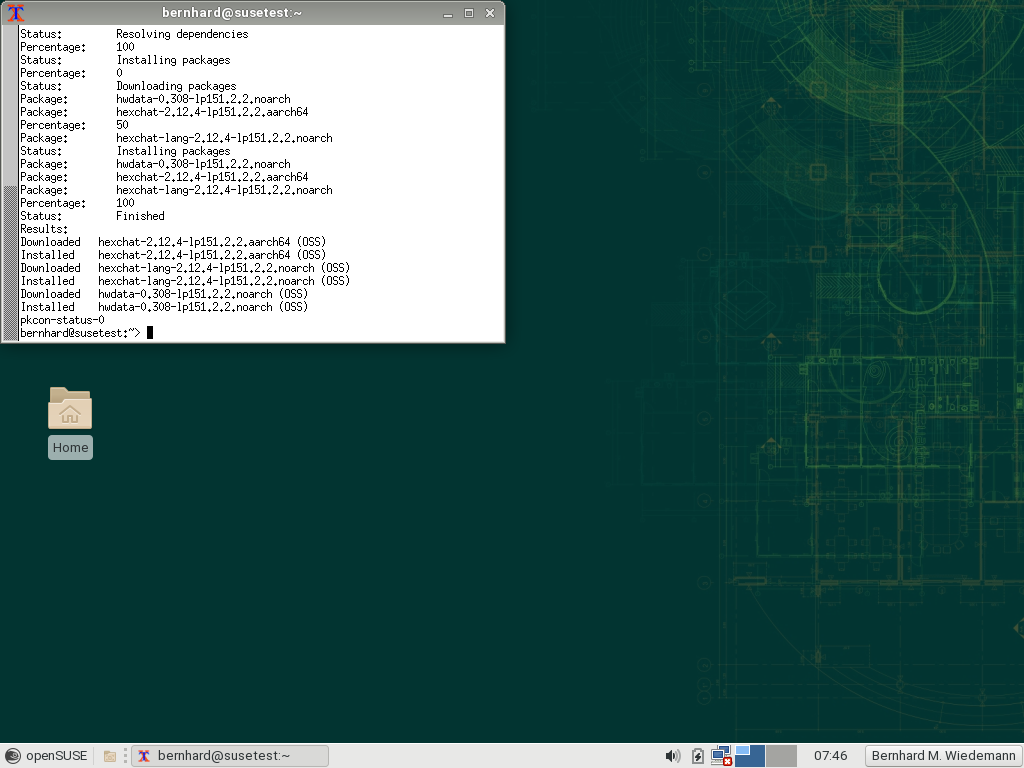 bernhard@susetest:~
Status: Resolving dependencies
Percentage: 100
Status: Installing packages
Percentage: 0
Status: Downloading packages
Package: hwdata-0.308-lp151.2.2.noarch
Package: hexchat-2.12.4-lp151.2.2.aarch64
Percentage: 50
Package: hexchat-lang-2.12.4-lp151.2.2.noarch
Status: Installing packages
Package: hwdata-0.308-lp151.2.2.noarch
Package: hexchat-2.12.4-lp151.2.2.aarch64
Package: hexchat-lang-2.12.4-lp151.2.2.noarch
Percentage: 100
Status: Finished
Results:
Downloaded hexchat-2.12.4-lp151.2.2.aarch64 (OSS)
Installed hexchat-2.12.4-lp151.2.2.aarch64 (OSS)
Downloaded hexchat-lang-2.12.4-lp151.2.2.noarch (OSS)
Installed hexchat-lang-2.12.4-lp151.2.2.noarch (OSS)
Downloaded hwdata-0.308-lp151.2.2.noarch (OSS)
Installed hwdata-0.308-lp151.2.2.noarch (OSS)
pkcon-status-0
bernhard@susetest:~>
Home
openSUSE bernhard@susetest:~ 07:46 Bernhard M. Wiedemann